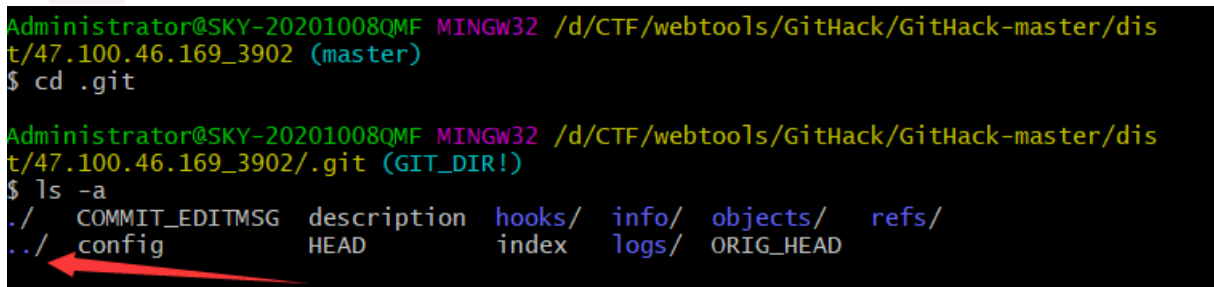 Administrator@SKY-20201008QMF MINGW32 /d/CTF/webtools/GitHack/GitHack-master/dis
t/47.100.46.169_3902 (master)
$ cd .git
Administrator@SKY-20201008QMF MINGW32 /d/CTF/webtools/GitHack/GitHack-master/dis
t/47.100.46.169_3902/.git (GIT_DIR!)
$ ls -a
./ COMMIT_EDITMSG description hooks/ info/ objects/ refs/
../ config HEAD index logs/ ORIG_HEAD